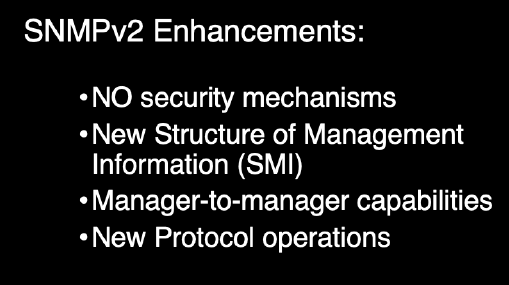 SNMPv2 Enhancements:
•NO security mechanisms
•New Structure of Management
Information (SMI)
•Manager-to-manager capabilities
•New Protocol operations